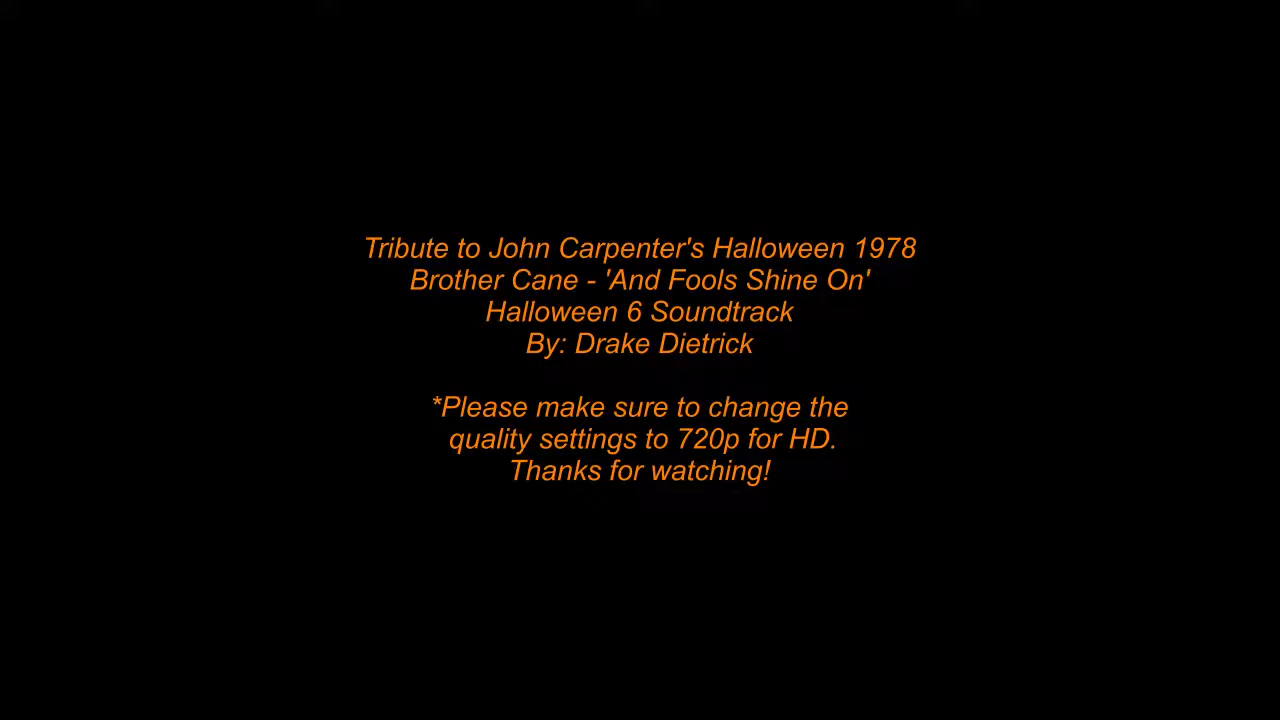 Tribute to John Carpenter's Halloween 1978
Brother Cane - 'And Fools Shine On'
Halloween 6 Soundtrack
By: Drake Dietrick
*Please make sure to change the
quality settings to 720p for HD.
Thanks for watching!